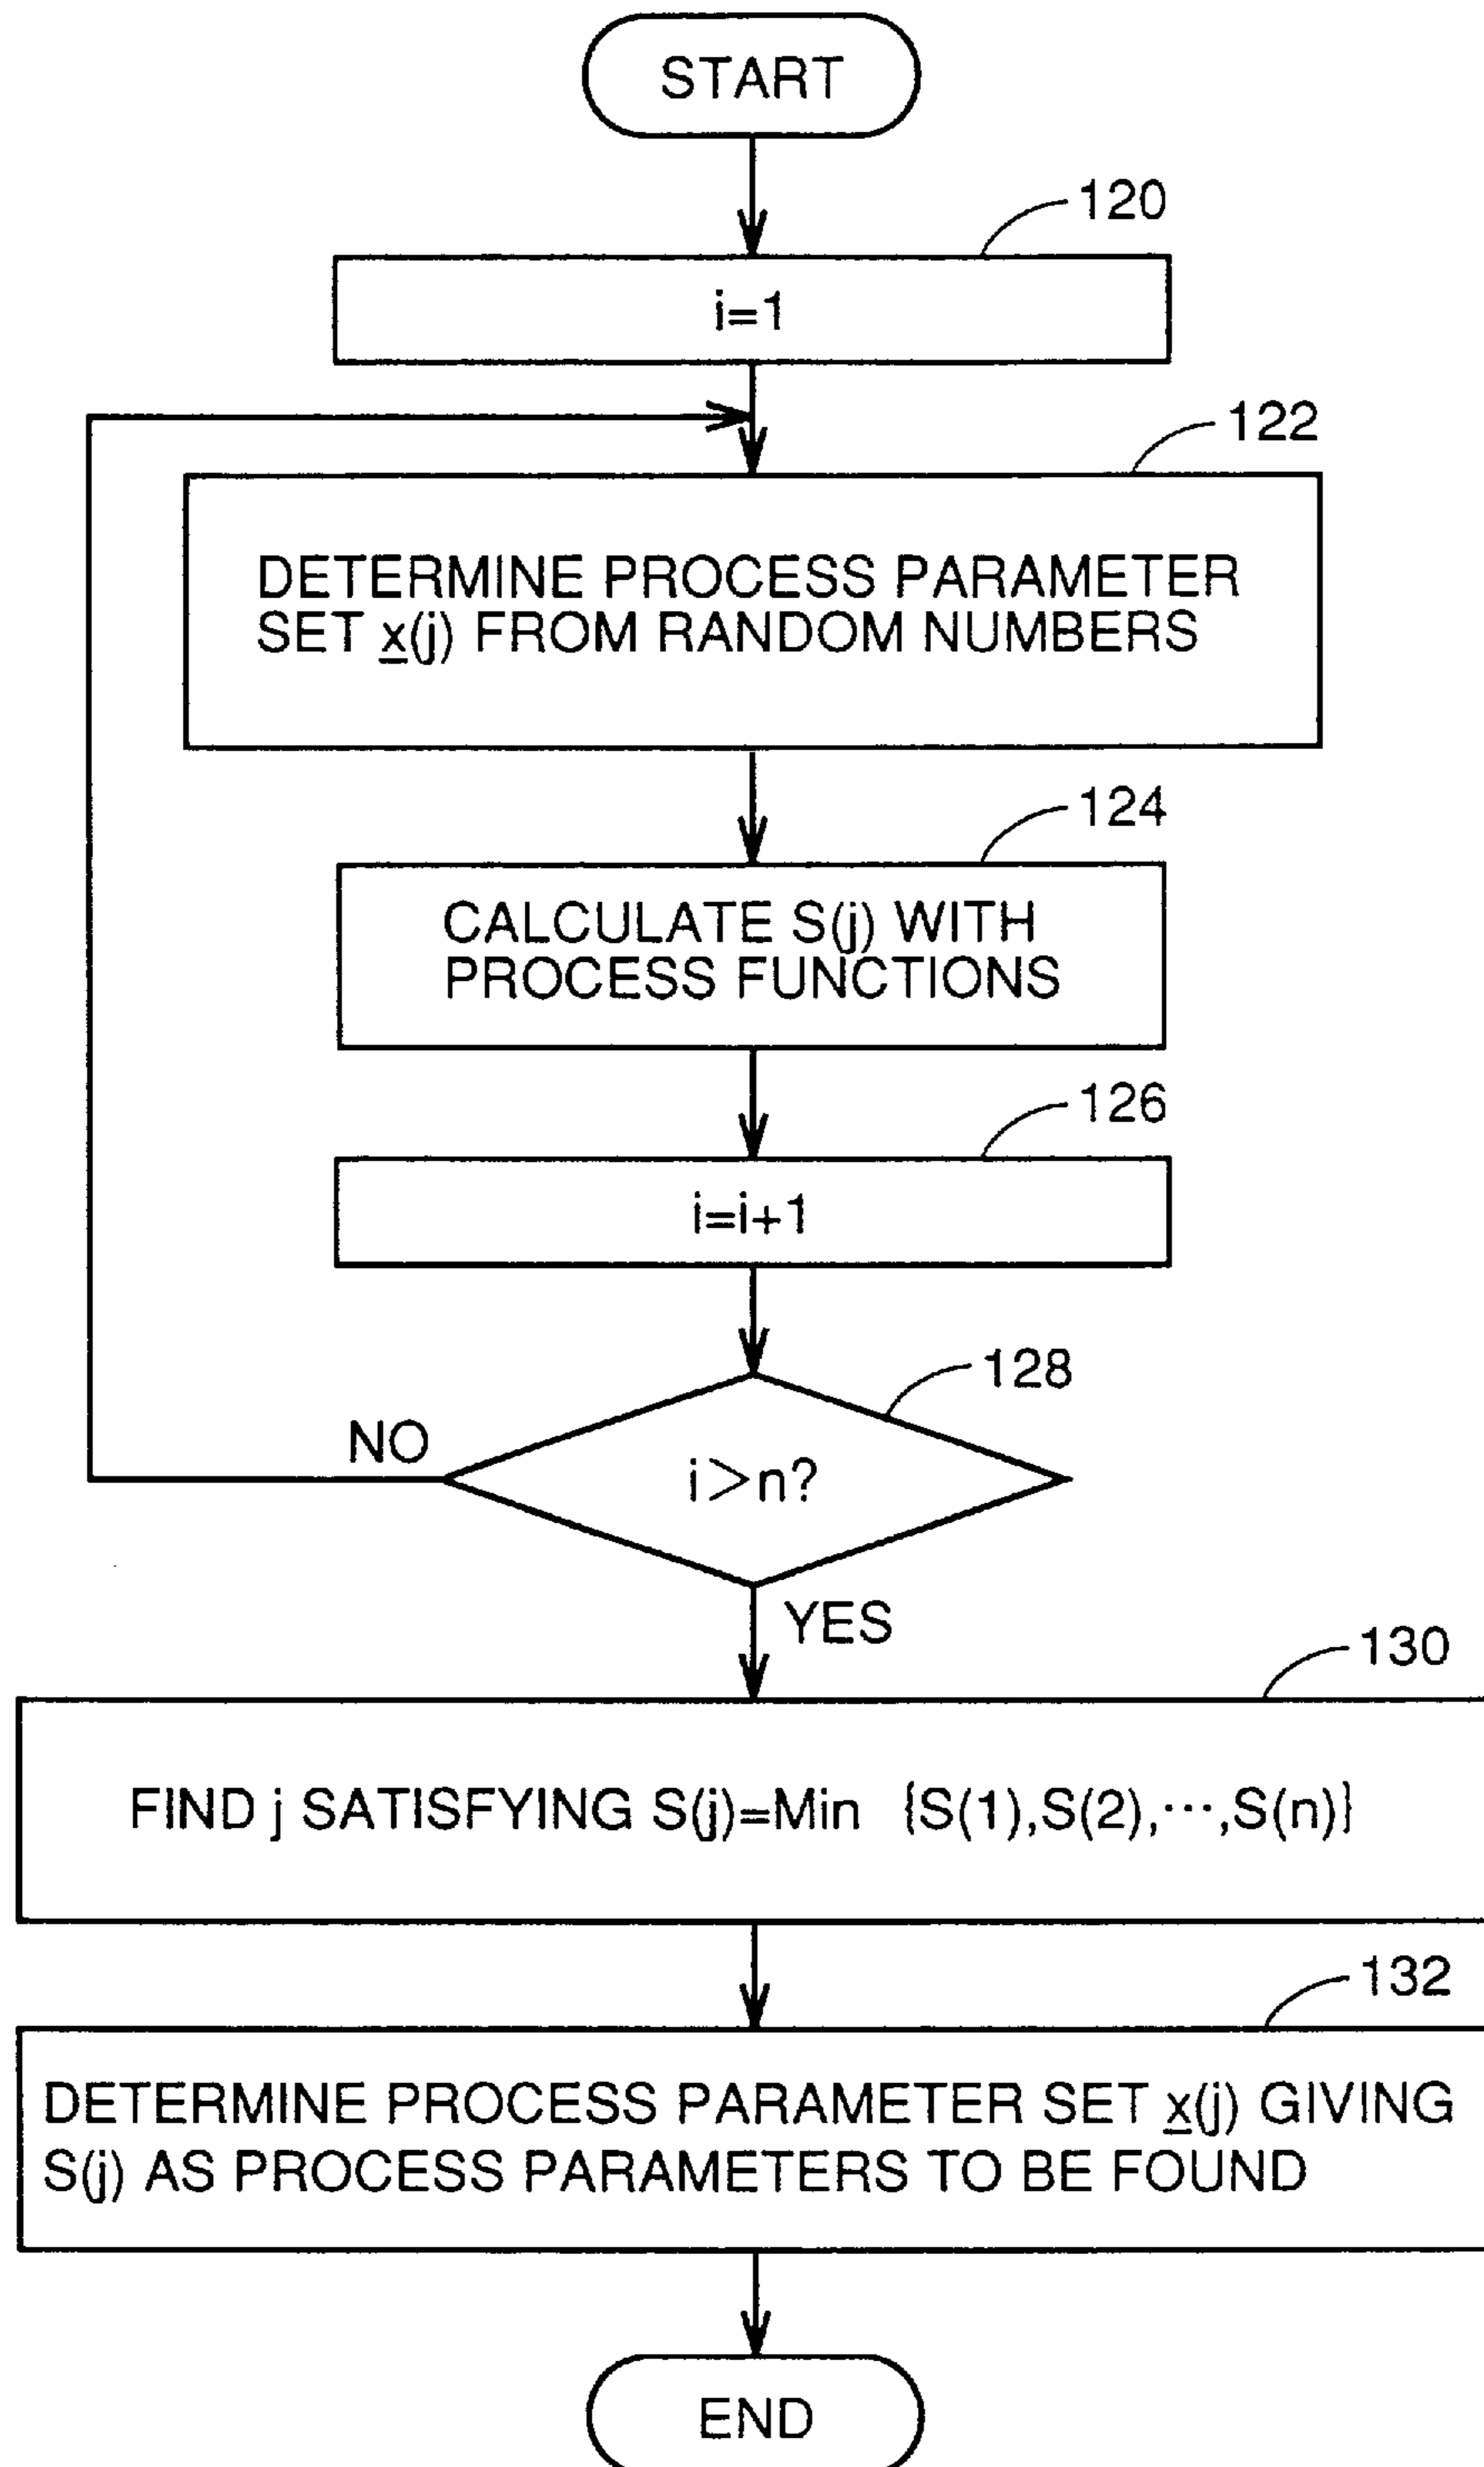 START
120
i=1
122
DETERMINE PROCESS PARAMETER
SET x(j) FROM RANDOM NUMBERS
124
CALCULATE S(j) WITH
PROCESS FUNCTIONS
126
i=i+1
128
NO
i>n?
YES
130
FIND j SATISFYING S(j)=Min {S(1),S(2),···,S(n)}
132
DETERMINE PROCESS PARAMETER SET x(j) GIVING
S(j) AS PROCESS PARAMETERS TO BE FOUND
END